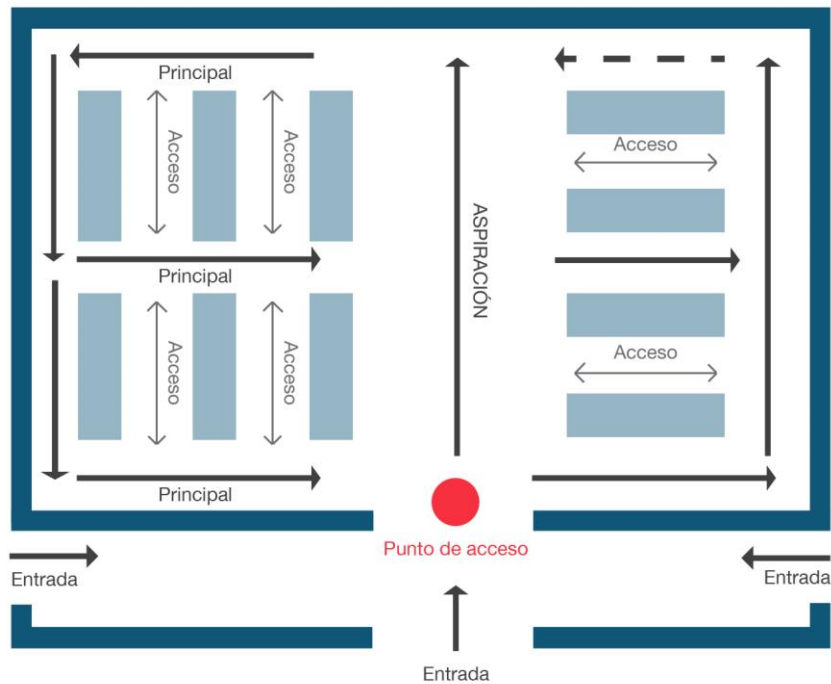 Principal
Acceso
Acceso
Acceso
ASPIRACIÓN
Principal
Acceso
Acceso
Acceso
Principal
Punto de acceso
Entrada
Entrada
Entrada